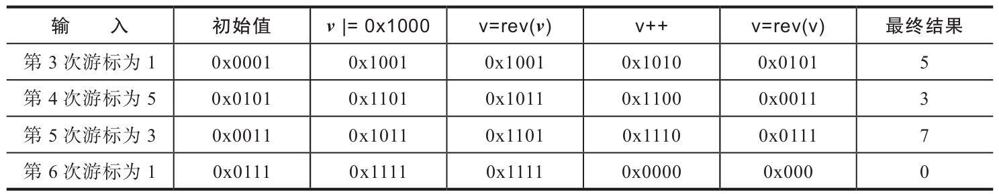 输 入 初始值 v |= 0x1000 v=rev(v) v++ v=rev(v) 最终结果
第 3 次游标为 1 0x0001 0x1001 0x1001 0x1010 0x0101 5
第 4 次游标为 5 0x0101 0x1101 0x1011 0x1100 0x0011 3
第 5 次游标为 3 0x0011 0x1011 0x1101 0x1110 0x0111 7
第 6 次游标为 1 0x0111 0x1111 0x1111 0x0000 0x000 0